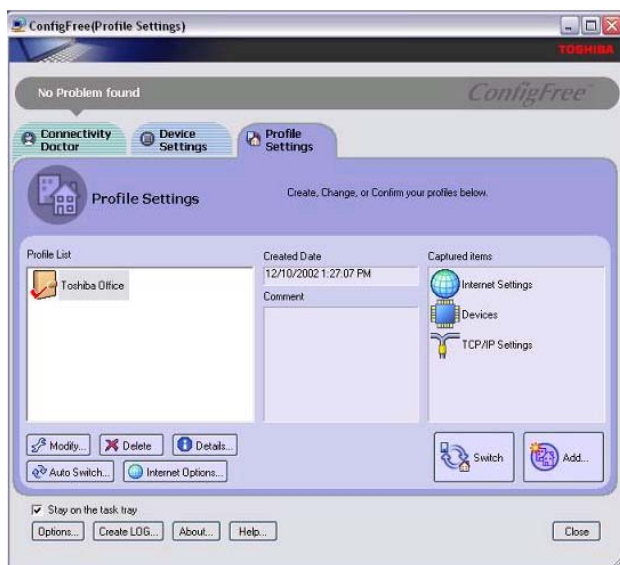 ConfigFree(Profile Settings)
TOSHIBA
No Problem found
ConfigFree™
Connectivity
Doctor
Device
Settings
Profile
Settings
Profile Settings
Create, Change, or Confirm your profiles below.
Profile List
Toshiba Office
Created Date
12/10/2002 1:27.07 PM
Comment
Captured items
Internet Settings
Devices
TCP/IP Settings
Modify...
Delete
Details...
Auto Switch...
Internet Options...
Switch
Add...
Stay on the task tray
Options...
Create LOG...
About...
Help...
Close